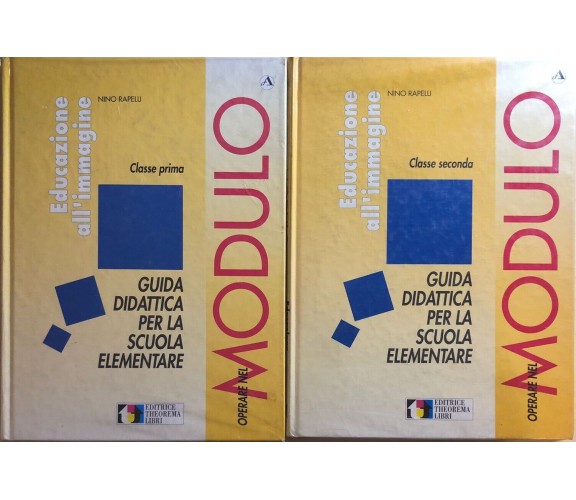 NINO RAPELLI
Educazione
all'immagine
Classe prima
GUIDA
DIDATTICA
PER LA
SCUOLA
ELEMENTARE
OPERARE NEL
MODULO
EDITRICE
THEOREMA
LIBRI
A
NINO RAPELLI
Educazione
all'immagine
Classe seconda
GUIDA
DIDATTICA
PER LA
SCUOLA
ELEMENTARE
OPERARE NEL
MODULO
EDITRICE
THEOREMA
LIBRI
A